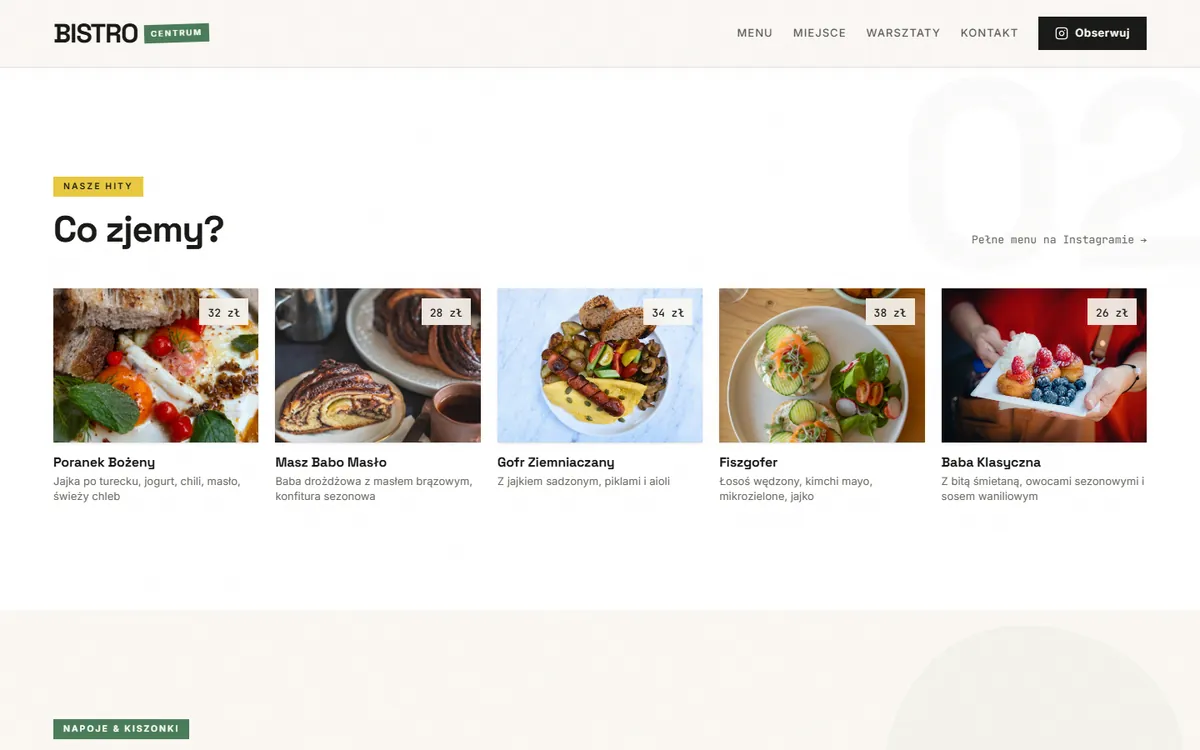 BISTRO CENTRUM
MENU MIEJSCE WARSZTATY KONTAKT Obserwuj
02
NASZE HITY
Co zjemy?
Pełne menu na Instagramie →
32 zł
28 zł
34 zł
38 zł
26 zł
Poranek Bożeny
Jajka po turecku, jogurt, chili, masło,
świeży chleb
Masz Babo Masło
Baba drożdżowa z masłem brązowym,
konfitura sezonowa
Gofr Ziemniaczany
Z jajkiem sadzonym, piklami i aioli
Fiszgofer
Łosoś wędzony, kimchi mayo,
mikrozielone, jajko
Baba Klasyczna
Z bitą śmietaną, owocami sezonowymi i
sosem waniliowym
NAPOJE & KISZONKI